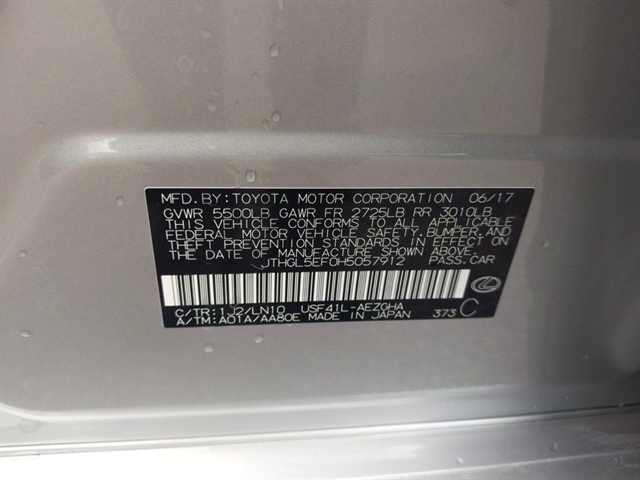 MFD. BY: TOYOTA MOTOR CORPORATION 06/17
GVWR 5500LB GAWR FR 2725LB RR 3010LB
THIS VEHICLE CONFORMS TO ALL APPLICABLE
FEDERAL MOTOR VEHICLE SAFETY, BUMPER, AND
THEFT PREVENTION STANDARDS IN EFFECT ON
THE DATE OF MANUFACTURE SHOWN ABOVE.
JTHGL5EF0H5057912 PASS. CAR
C/TR: 1J2/LN10 USF41L-AEZGHA
A/TM: A01A/AA80E MADE IN JAPAN 373 C